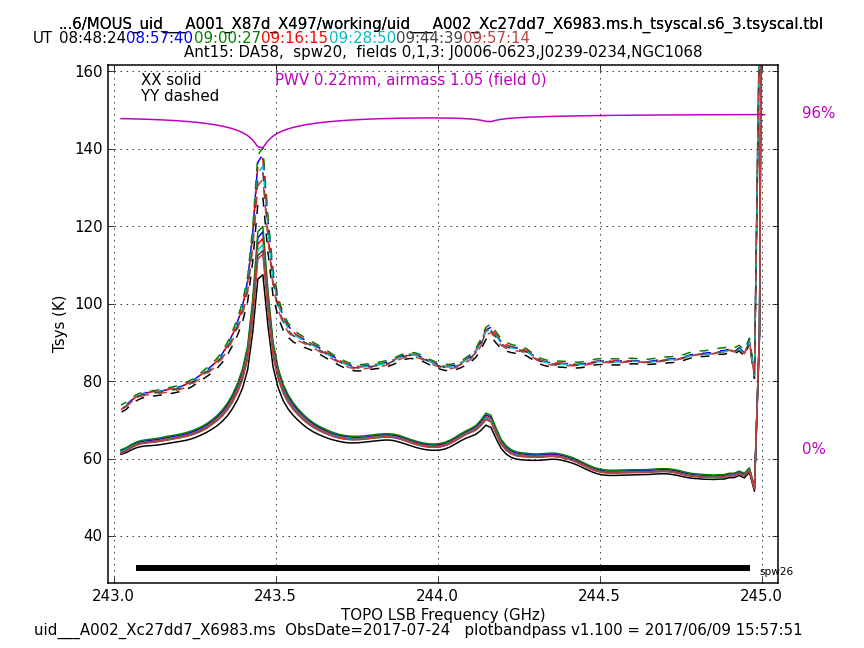 ...6/MOUS_uid___A001_X87d_X497/working/uid___A002_Xc27dd7_X6983.ms.h_tsyscal.s6_3.tsyscal.tbl
UT 08:48:24 08:57:40 09:00:27 09:16:15 09:28:50 09:44:39 09:57:14
Ant15: DA58,  spw20,  fields 0,1,3: J0006-0623,J0239-0234,NGC1068
XX solid
PWV 0.22mm, airmass 1.05 (field 0)
YY dashed
160
140
120
100
80
60
40
Tsys (K)
96%
0%
spw26
243.0 243.5 244.0 244.5 245.0
TOPO LSB Frequency (GHz)
uid___A002_Xc27dd7_X6983.ms  ObsDate=2017-07-24   plotbandpass v1.100 = 2017/06/09 15:57:51